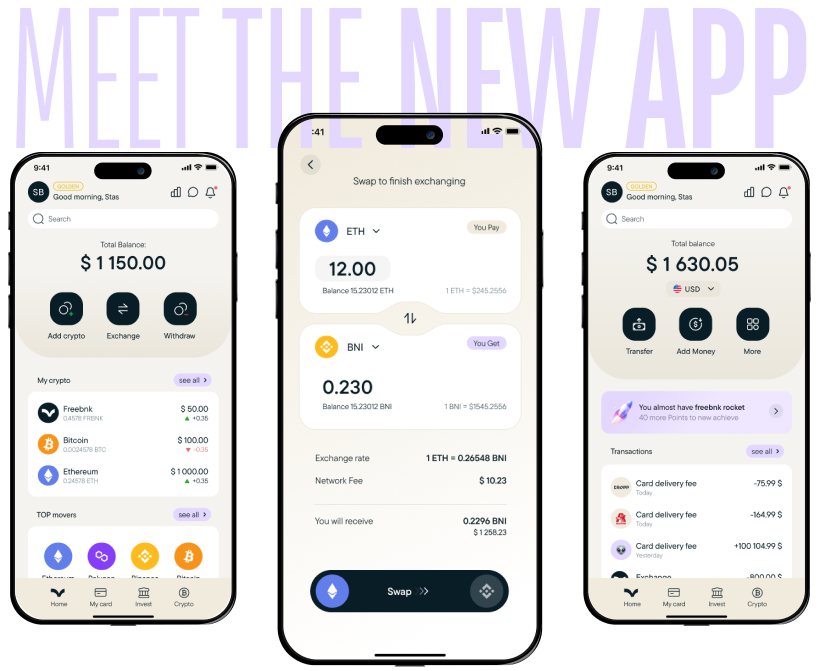 MEET THE NEW APP
9:41
SB
GOLDEN
Good morning, Stas
Search
Total Balance:
$ 1 150.00
Add crypto
Exchange
Withdraw
My crypto
see all >
Freebnk
0.4578 FRBNK
$ 50.00
+0.35
Bitcoin
0.0024578 BTC
$ 100.00
-0.35
Ethereum
0.24578 ETH
$ 1 000.00
+0.35
TOP movers
see all >
Ethereum
Polygon
Binance
Bitcoin
Home
My card
Invest
Crypto
:41
Swap to finish exchanging
ETH
You Pay
12.00
Balance 15.23012 ETH
1 ETH = $245.2556
BNI
You Get
0.230
Balance 15.23012 BNI
1 BNI = $1545.2556
Exchange rate
1 ETH = 0.26548 BNI
Network Fee
$ 10.23
You will receive
0.2296 BNI
$ 1 258.23
Swap
9:41
SB
GOLDEN
Good morning, Stas
Search
Total balance
$ 1 630.05
USD
Transfer
Add Money
More
You almost have freebnk rocket
40 more Points to new achieve
Transactions
see all >
Card delivery fee
Today
-75.99 $
Card delivery fee
Today
-164.99 $
Card delivery fee
Yesterday
+100 104.99 $
Exchange
-800.00 $
Home
My card
Invest
Crypto